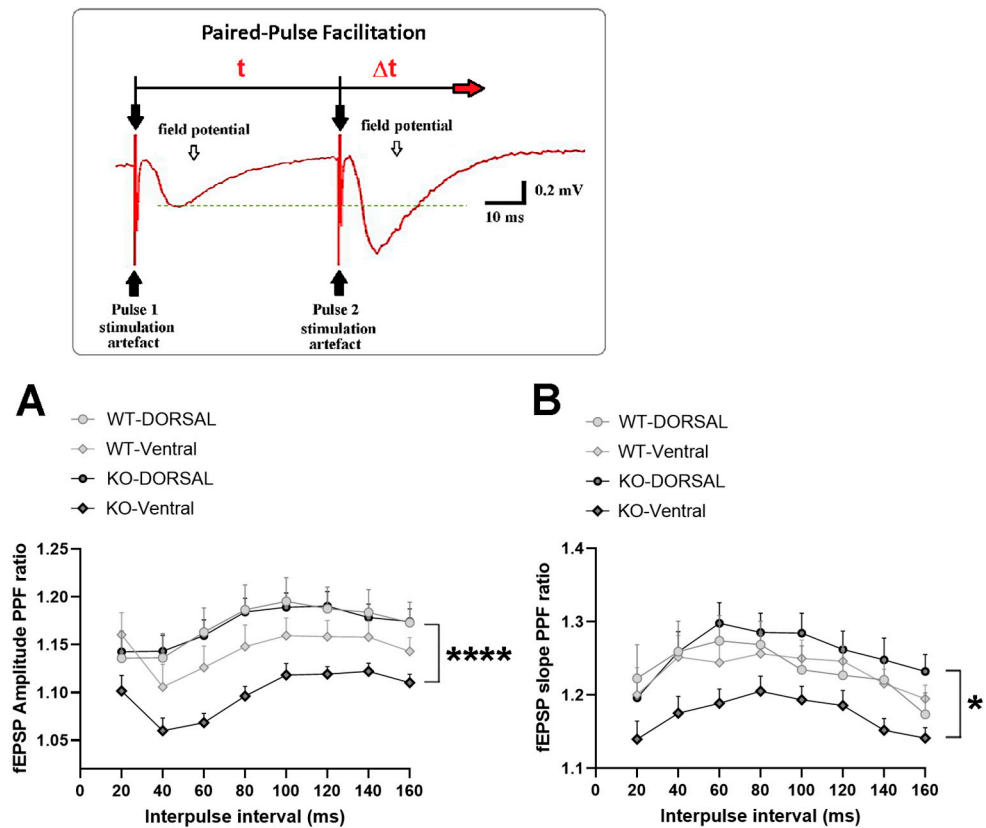 Paired-Pulse Facilitation
t
Δt
field potential
field potential
0.2 mV
10 ms
Pulse 1
stimulation
artefact
Pulse 2
stimulation
artefact
A
WT-DORSAL
WT-Ventral
KO-DORSAL
KO-Ventral
fEPSP Amplitude PPF ratio
1.25
1.20
1.15
1.10
1.05
****
0 20 40 60 80 100 120 140 160
Interpulse interval (ms)
B
WT-DORSAL
WT-Ventral
KO-DORSAL
KO-Ventral
fEPSP slope PPF ratio
1.4
1.3
1.2
1.1
*
0 20 40 60 80 100 120 140 160
Interpulse interval (ms)